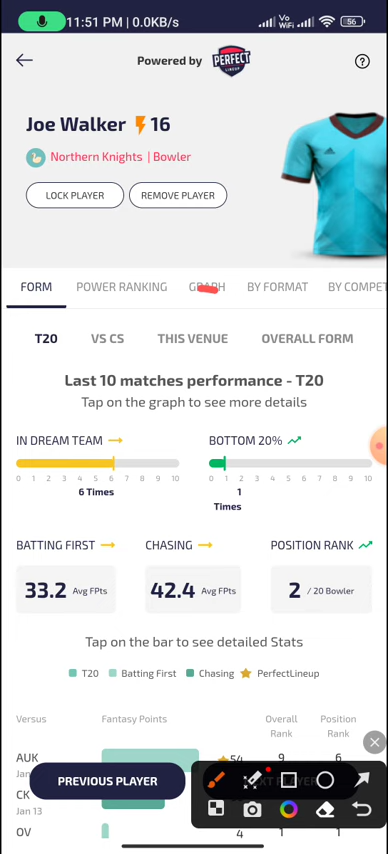 11:51 PM | 0.0KB/s Vo WiFi 56
Powered by PERFECT LINEUP
Joe Walker 16
Northern Knights | Bowler
LOCK PLAYER REMOVE PLAYER
FORM POWER RANKING GRAPH BY FORMAT BY COMPET
T20 VS CS THIS VENUE OVERALL FORM
Last 10 matches performance - T20
Tap on the graph to see more details
IN DREAM TEAM BOTTOM 20%
0 1 2 3 4 5 6 7 8 9 10 0 1 2 3 4 5 6 7 8 9 10
6 Times 1
Times
BATTING FIRST CHASING POSITION RANK
33.2 Avg FPts 42.4 Avg FPts 2 / 20 Bowler
Tap on the bar to see detailed Stats
T20 Batting First Chasing PerfectLineup
Versus Fantasy Points Overall Rank Position Rank
AUK 54 9 6
Jan
PREVIOUS PLAYER
CK
Jan 13
OV 4 1 1